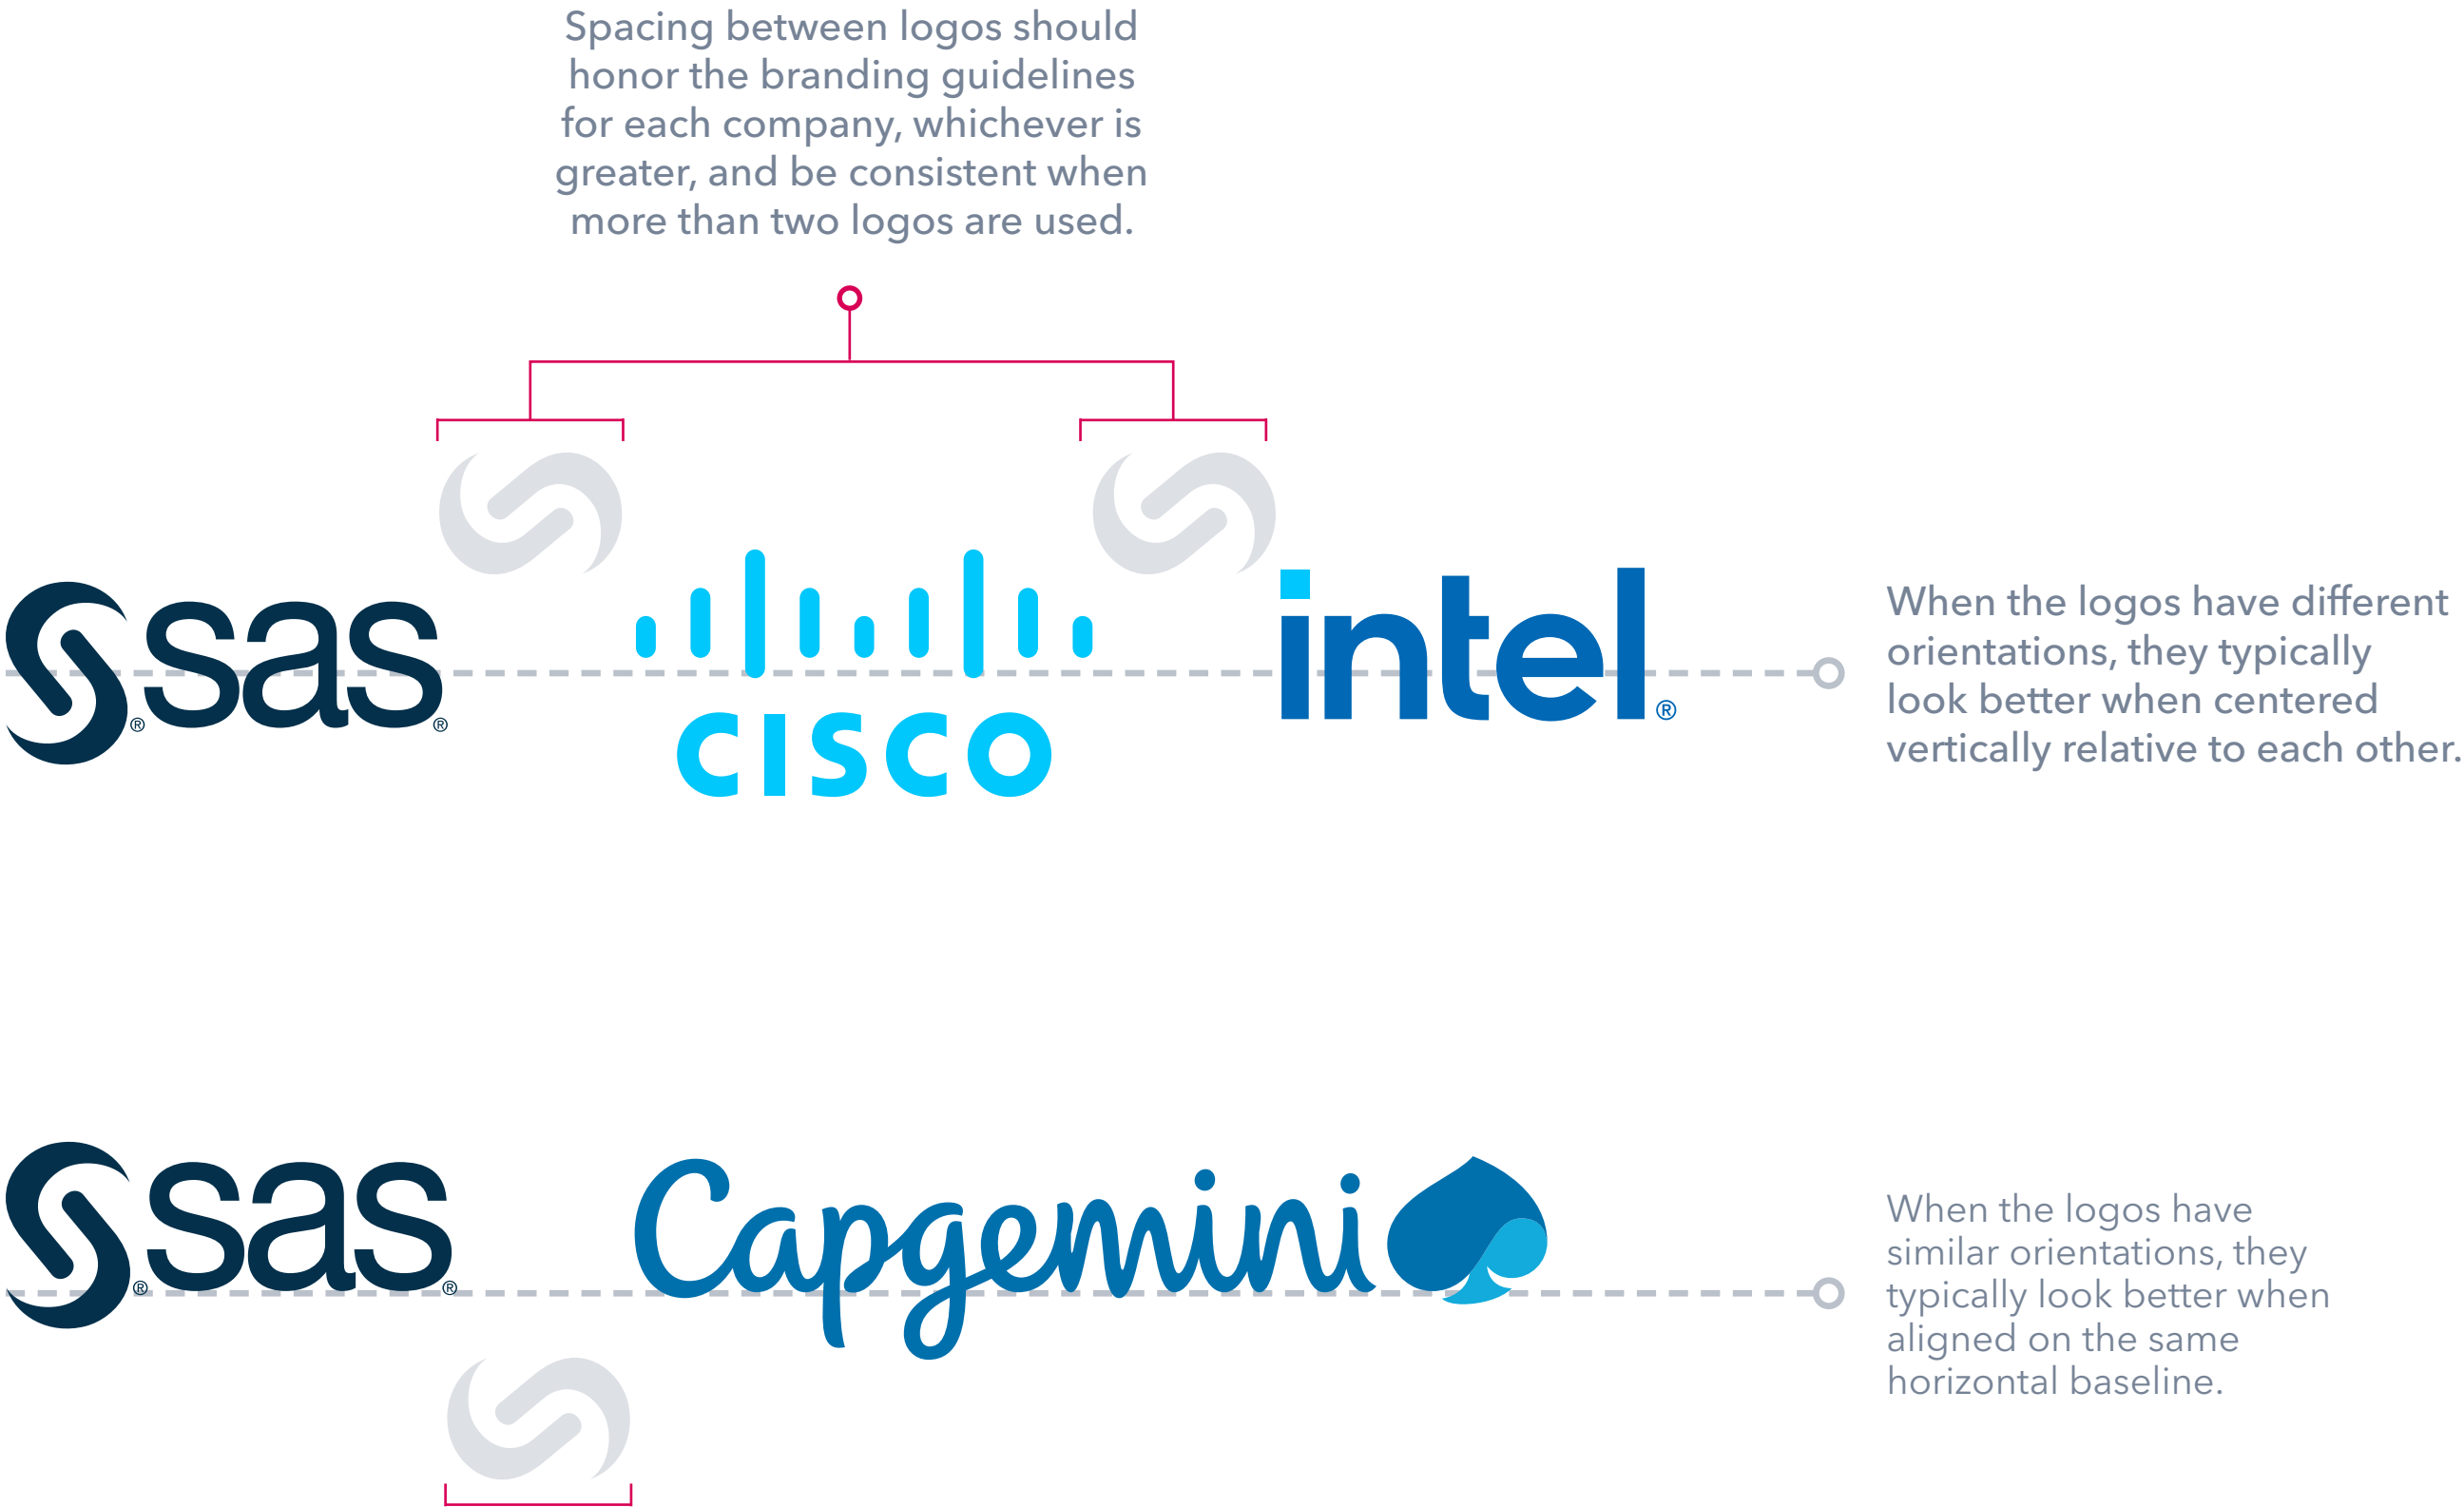 Spacing between logos should
honor the branding guidelines
for each company, whichever is
greater, and be consistent when
more than two logos are used.
® sas®
cisco
intel®
When the logos have different
orientations, they typically
look better when centered
vertically relative to each other.
® sas®
Capgemini
When the logos have
similar orientations, they
typically look better when
aligned on the same
horizontal baseline.